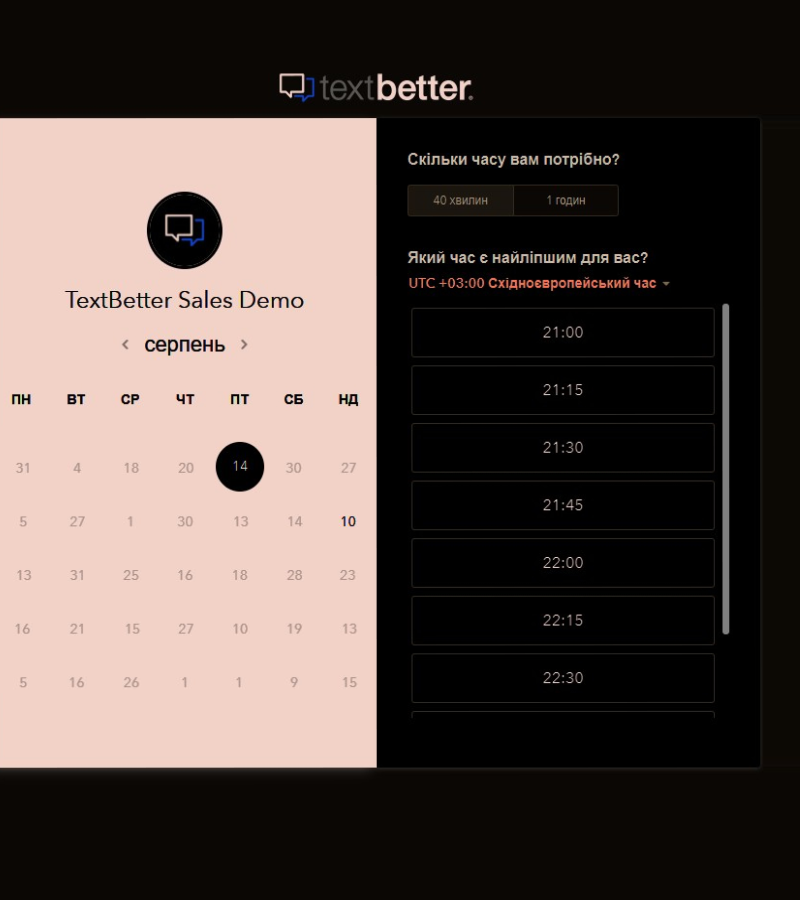 textbetter.
TextBetter Sales Demo
серпень
ПН ВТ СР ЧТ ПТ СБ НД
31 4 18 20 14 30 27
5 27 1 30 13 14 10
13 31 25 16 18 28 23
16 21 15 27 10 19 13
5 16 26 1 1 9 15
Скільки часу вам потрібно?
40 хвилин 1 годин
Який час є найліпшим для вас?
UTC +03:00 Східноєвропейський час
21:00
21:15
21:30
21:45
22:00
22:15
22:30